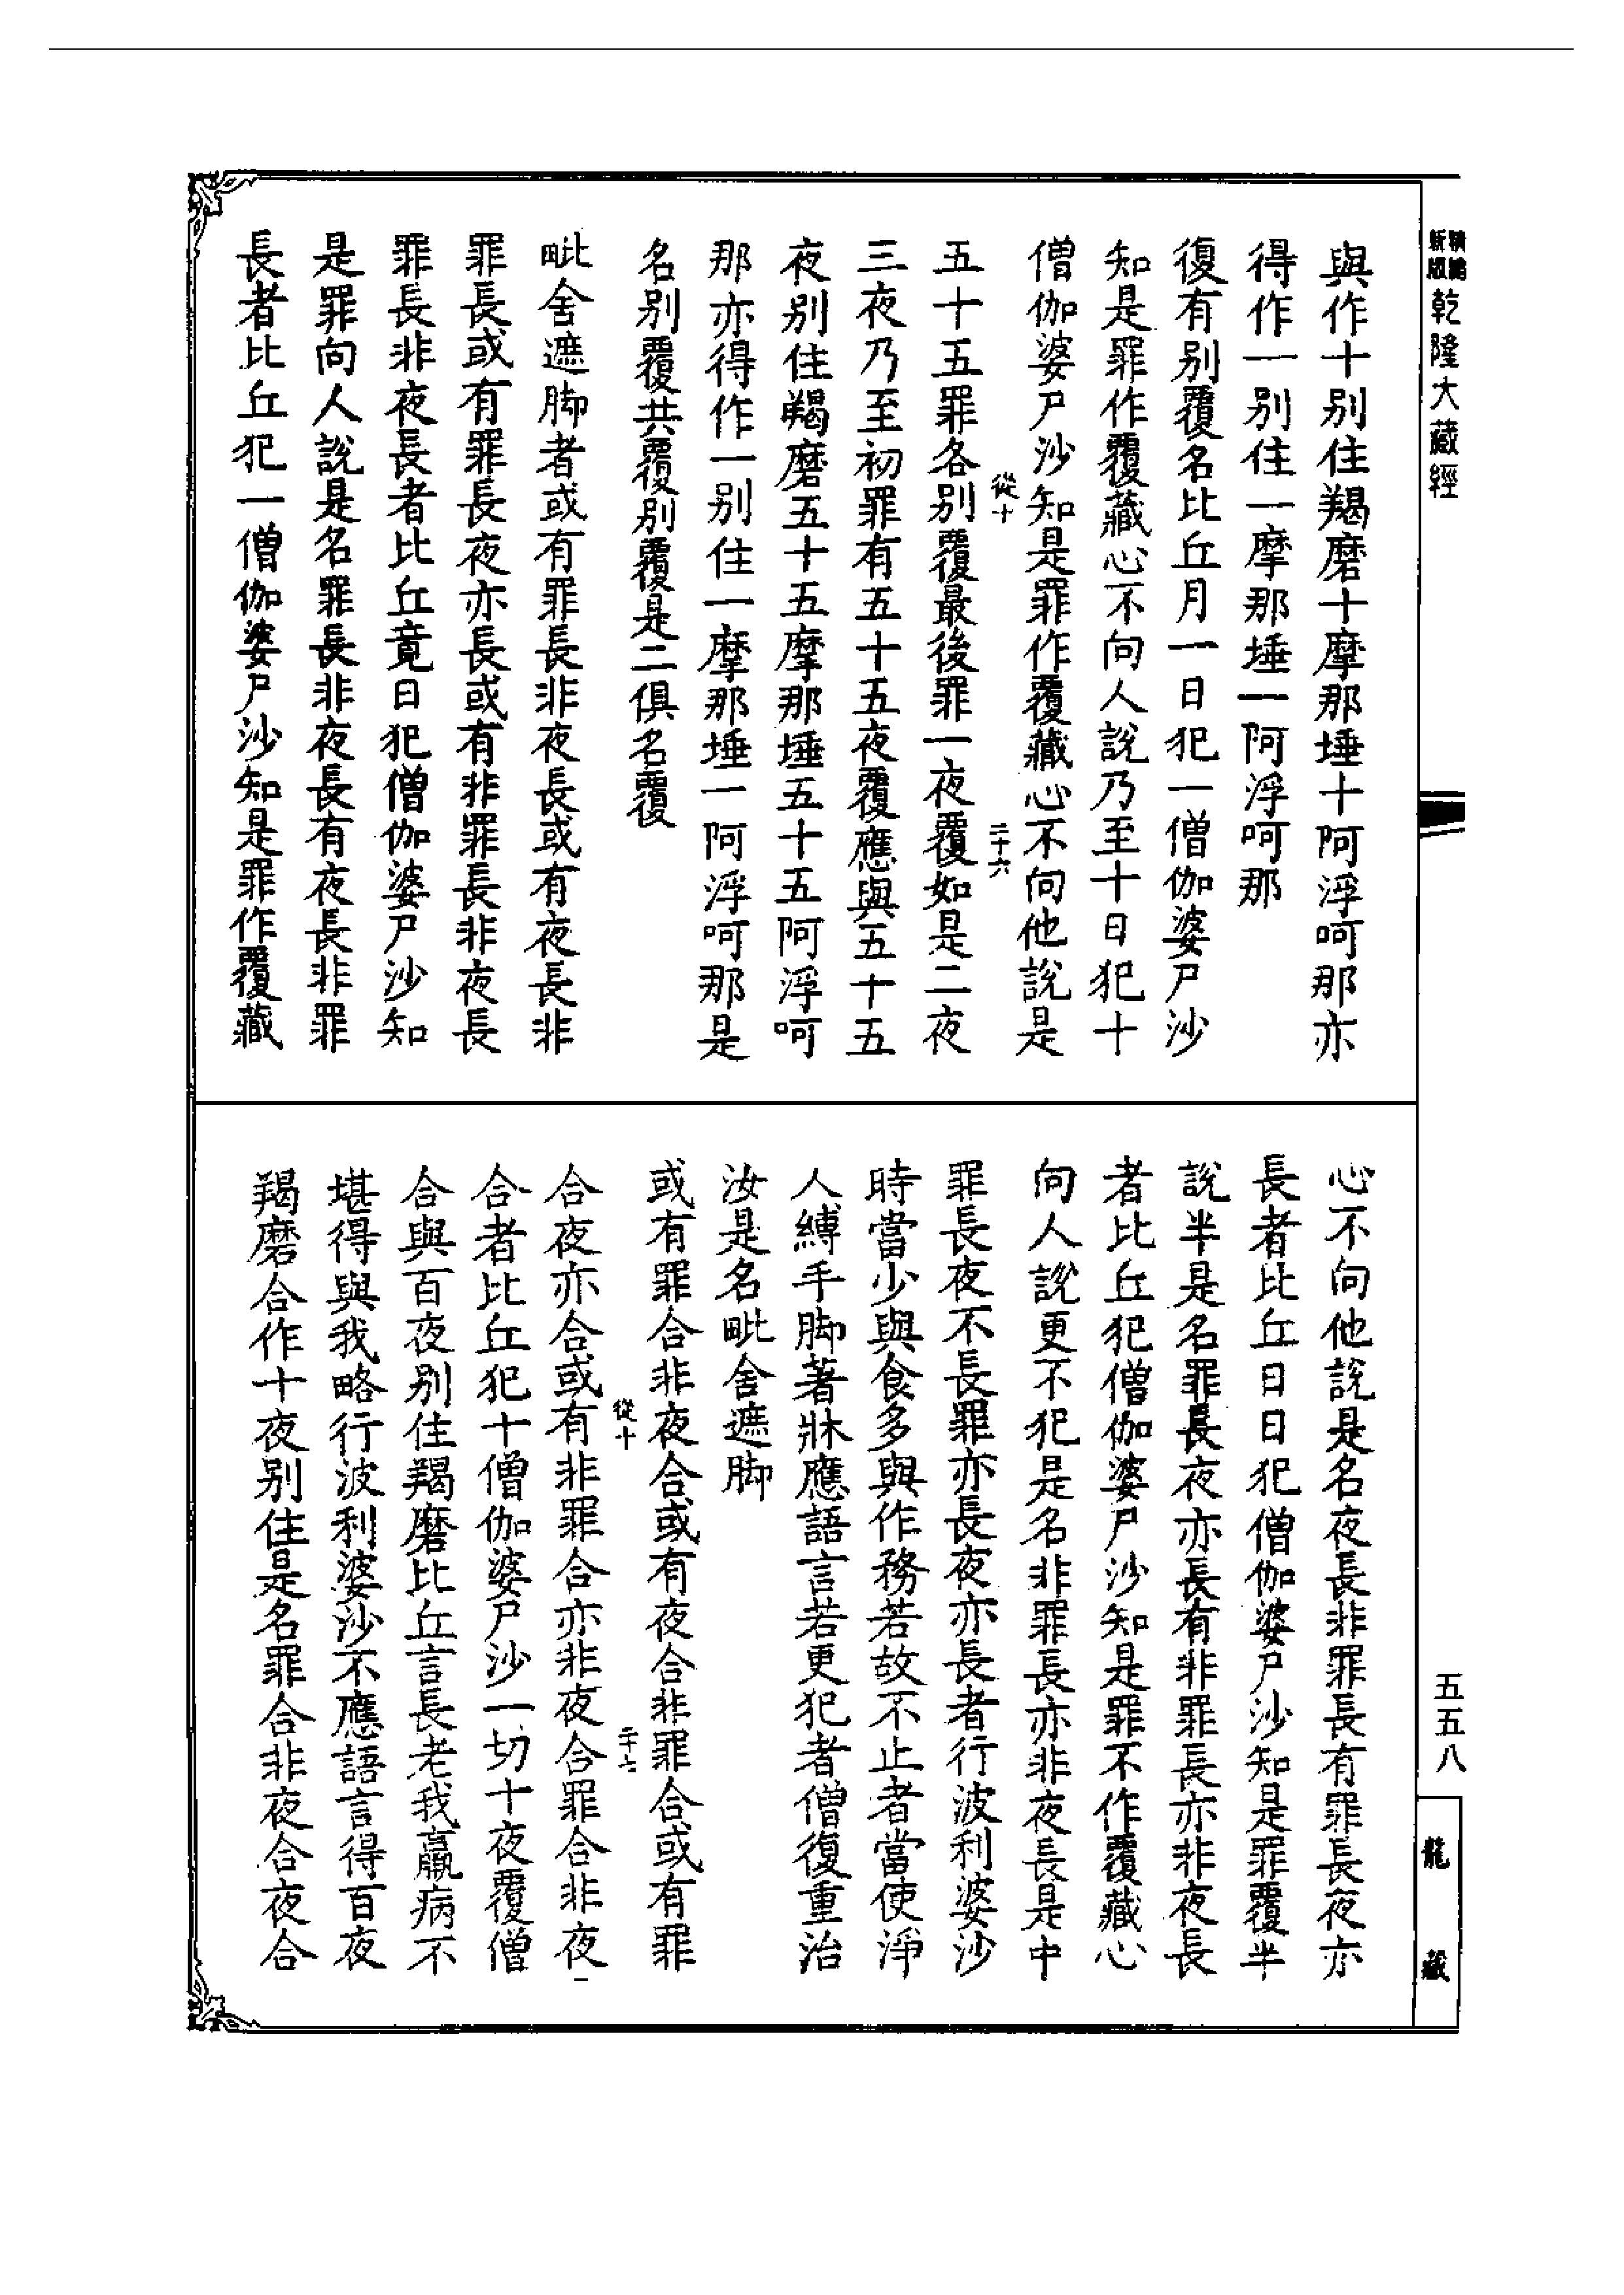 精繪
新版
乾隆大藏經
與作十別住羯磨十摩那埵十阿浮呵那亦
得作一別住一摩那埵一阿浮呵那
復有別覆名比丘月一日犯一僧伽婆尸沙
知是罪作覆藏心不向人說乃至十日犯十
僧伽婆尸沙知是罪作覆藏心不向他說是
從十
二十六
五十五罪各別覆最後罪一夜覆如是二夜
三夜乃至初罪有五十五夜覆應與五十五
夜別住羯磨五十五摩那埵五十五阿浮呵
那亦得作一別住一摩那埵一阿浮呵那是
名別覆共覆別覆是二俱名覆
毗舍遮脚者或有罪長非夜長或有夜長非
罪長或有罪長夜亦長或有非罪長非夜長
罪長非夜長者比丘竟日犯僧伽婆尸沙知
是罪向人說是名罪長非夜長有夜長非罪
長者比丘犯一僧伽婆尸沙知是罪作覆藏
心不向他說是名夜長非罪長有罪長夜亦
長者比丘日日犯僧伽婆尸沙知是罪覆半
說半是名罪長夜亦長有非罪長亦非夜長
者比丘犯僧伽婆尸沙知是罪不作覆藏心
向人說更不犯是名非罪長亦非夜長是中
罪長夜不長罪亦長夜亦長者行波利婆沙
時當少與食多與作務若故不止者當使淨
人縛手脚著牀應語言若更犯者僧復重治
汝是名毗舍遮脚
或有罪合非夜合或有夜合非罪合或有罪
從十
二十七
合夜亦合或有非罪合亦非夜合罪合非夜
合者比丘犯十僧伽婆尸沙一切十夜覆僧
合與百夜別住羯磨比丘言長老我羸病不
堪得與我略行波利婆沙不應語言得百夜
羯磨合作十夜別住是名罪合非夜合夜合
五五八
龍藏